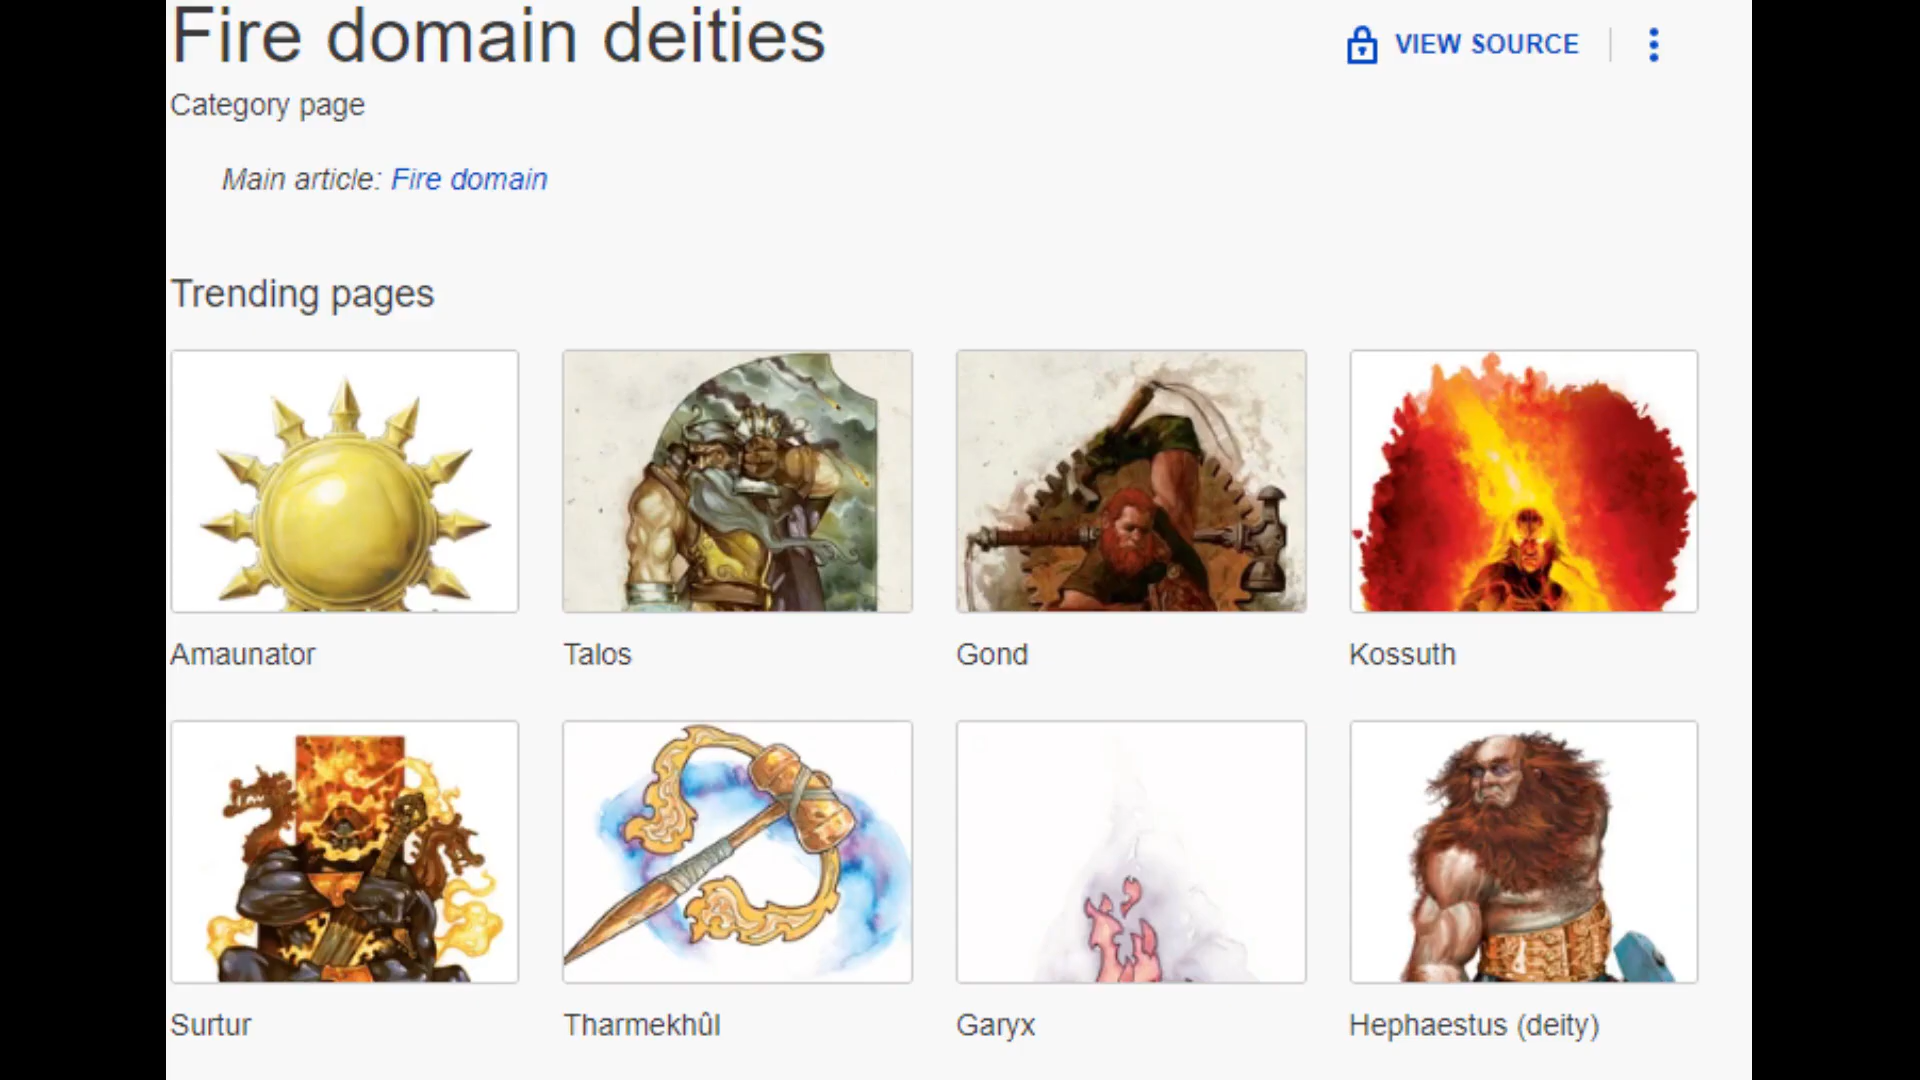 Fire domain deities
VIEW SOURCE
Category page
Main article: Fire domain
Trending pages
Amaunator
Talos
Gond
Kossuth
Surtur
Tharmekhûl
Garyx
Hephaestus (deity)